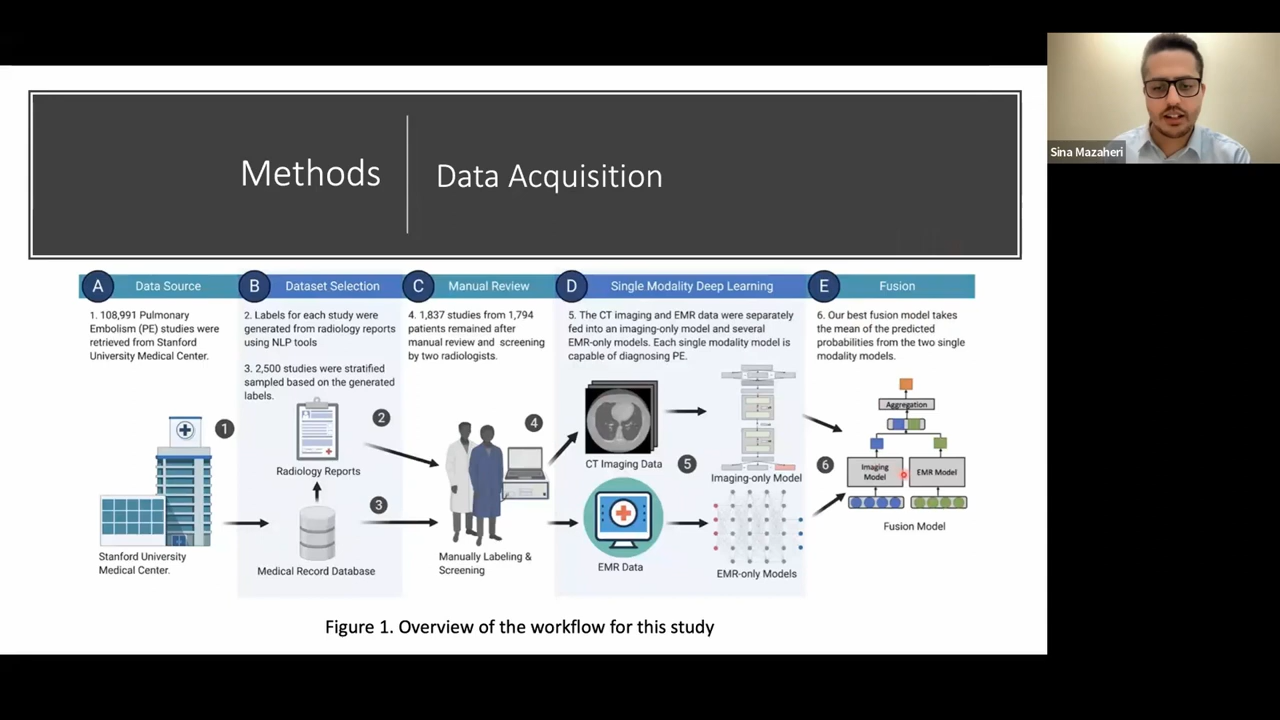 Methods
Data Acquisition
Sina Mazaheri
A
Data Source
B
Dataset Selection
C
Manual Review
D
Single Modality Deep Learning
E
Fusion
1. 108,991 Pulmonary
Embolism (PE) studies were
retrieved from Stanford
University Medical Center.
2. Labels for each study were
generated from radiology reports
using NLP tools
3. 2,500 studies were stratified
sampled based on the generated
labels.
4. 1,837 studies from 1,794
patients remained after
manual review and screening
by two radiologists.
5. The CT imaging and EMR data were separately
fed into an imaging-only model and several
EMR-only models. Each single modality model is
capable of diagnosing PE.
6. Our best fusion model takes
the mean of the predicted
probabilities from the two single
modality models.
1
Stanford University
Medical Center.
2
Radiology Reports
3
Medical Record Database
4
Manually Labeling &
Screening
CT Imaging Data
5
EMR Data
Imaging-only Model
EMR-only Models
6
Aggregation
Imaging
Model
EMR Model
Fusion Model
Figure 1. Overview of the workflow for this study